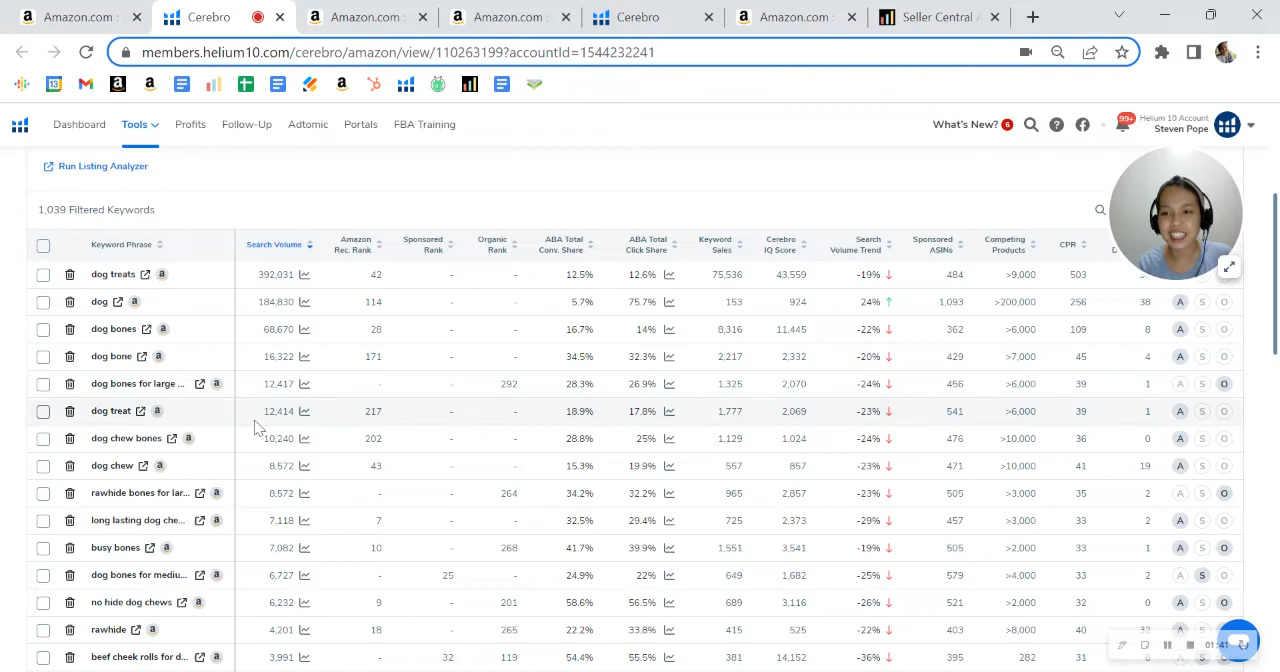 Amazon.com :
Cerebro
Amazon.com :
Amazon.com :
Cerebro
Amazon.com :
Seller Central A
members.helium10.com/cerebro/amazon/view/110263199?accountId=1544232241
Dashboard Tools Profits Follow-Up Adtomic Portals FBA Training
What's New? 6
99+
Helium 10 Account
Steven Pope
Run Listing Analyzer
1,039 Filtered Keywords
Keyword Phrase Search Volume Amazon Rec. Rank Sponsored Rank Organic Rank ABA Total Conv. Share ABA Total Click Share Keyword Sales Cerebro IQ Score Search Volume Trend Sponsored ASINs Competing Products CPR
dog treats 392,031 42 - - 12.5% 12.6% 75,536 43,559 -19% 484 >9,000 503
dog 184,830 114 - - 5.7% 75.7% 153 924 24% 1,093 >200,000 256 38 A S O
dog bones 68,670 28 - - 16.7% 14% 8,316 11,445 -22% 362 >6,000 109 8 A S O
dog bone 16,322 171 - - 34.5% 32.3% 2,217 2,332 -20% 429 >7,000 45 4 A S O
dog bones for large ... 12,417 - - 292 28.3% 26.9% 1,325 2,070 -24% 456 >6,000 39 1 A S O
dog treat 12,414 217 - - 18.9% 17.8% 1,777 2,069 -23% 541 >6,000 39 1 A S O
dog chew bones 10,240 202 - - 28.8% 25% 1,129 1,024 -24% 476 >10,000 36 0 A S O
dog chew 8,572 43 - - 15.3% 19.9% 557 857 -23% 471 >10,000 41 19 A S O
rawhide bones for lar... 8,572 - - 264 34.2% 32.2% 965 2,857 -23% 505 >3,000 35 2 A S O
long lasting dog che... 7,118 7 - - 32.5% 29.4% 725 2,373 -29% 457 >3,000 33 2 A S O
busy bones 7,082 10 - 268 41.7% 39.9% 1,551 3,541 -19% 505 >2,000 33 1 A S O
dog bones for mediu... 6,727 - 25 - 24.9% 22% 649 1,682 -25% 579 >4,000 33 2 A S O
no hide dog chews 6,232 9 - 201 58.6% 56.5% 689 3,116 -26% 521 >2,000 32 0 A S O
rawhide 4,201 18 - 265 22.2% 33.8% 415 525 -22% 403 >8,000 40 32 A S O
beef cheek rolls for d... 3,991 - 32 119 54.4% 55.5% 381 14,152 -36% 395 282 31 6 A S O
01:41